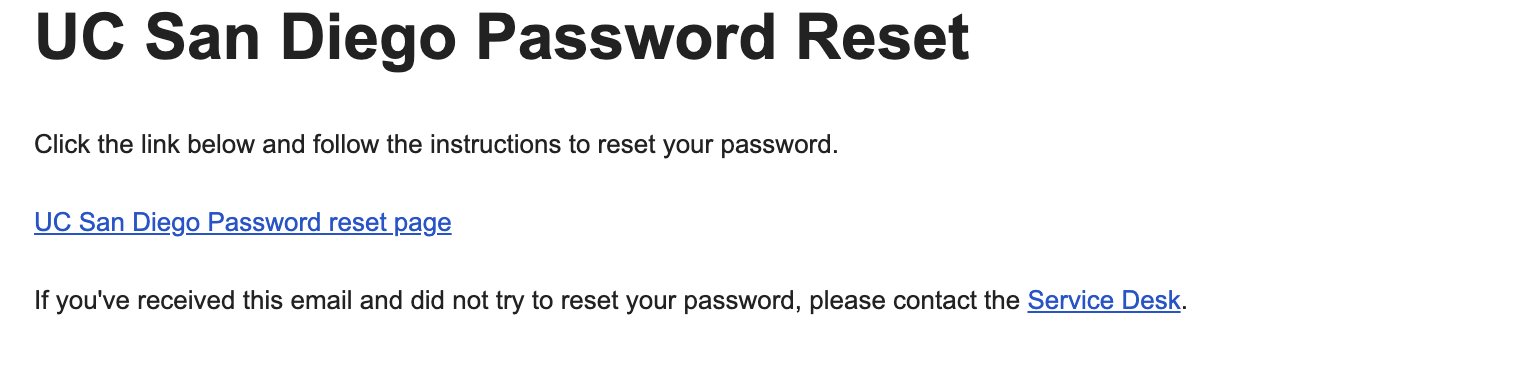 UC San Diego Password Reset
Click the link below and follow the instructions to reset your password.
UC San Diego Password reset page
If you've received this email and did not try to reset your password, please contact the Service Desk.